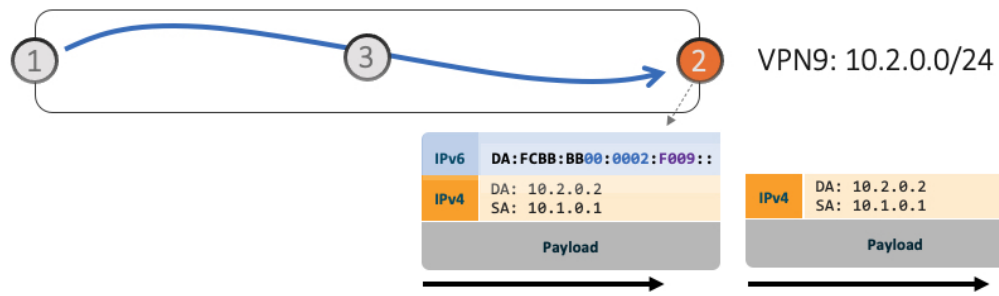 1
3
2
VPN9: 10.2.0.0/24
IPv6 DA:FCBB:BB00:0002:F009::
IPv4 DA: 10.2.0.2
SA: 10.1.0.1
Payload
IPv4 DA: 10.2.0.2
SA: 10.1.0.1
Payload